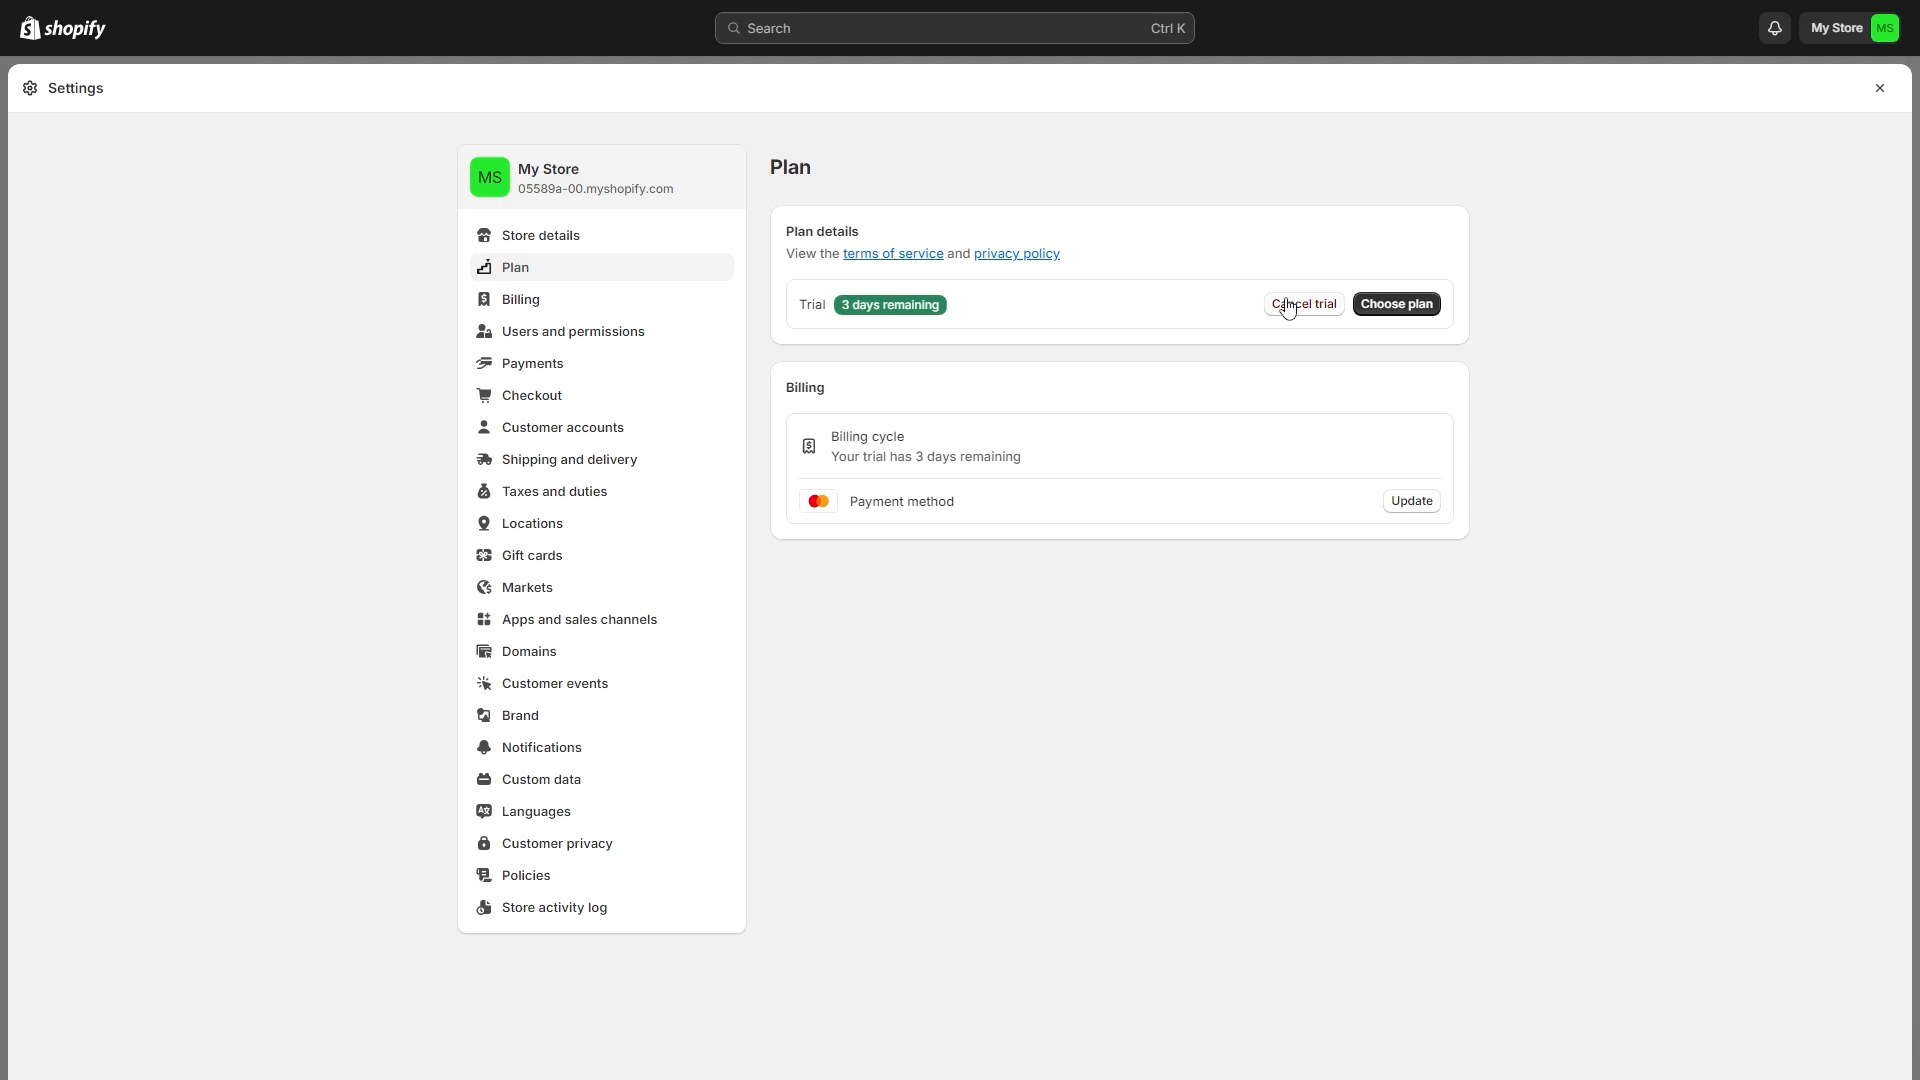 shopify
Search
Ctrl K
My Store
MS
Settings
MS
My Store
05589a-00.myshopify.com
Store details
Plan
Billing
Users and permissions
Payments
Checkout
Customer accounts
Shipping and delivery
Taxes and duties
Locations
Gift cards
Markets
Apps and sales channels
Domains
Customer events
Brand
Notifications
Custom data
Languages
Customer privacy
Policies
Store activity log
Plan
Plan details
View the terms of service and privacy policy
Trial 3 days remaining
Cancel trial
Choose plan
Billing
Billing cycle
Your trial has 3 days remaining
Payment method
Update